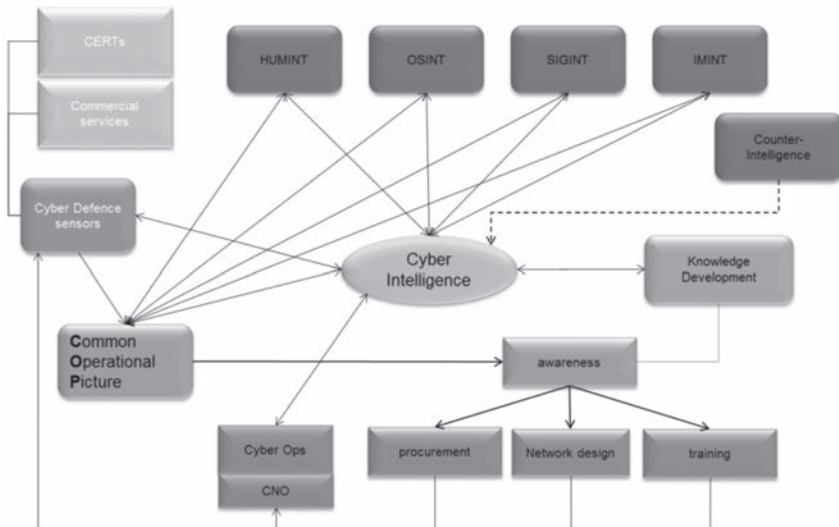 CERTs
Commercial
services
HUMINT
OSINT
SIGINT
IMINT
Counter-
Intelligence
Cyber Defence
sensors
Cyber
Intelligence
Knowledge
Development
Common
Operational
Picture
awareness
Cyber Ops
CNO
procurement
Network design
training